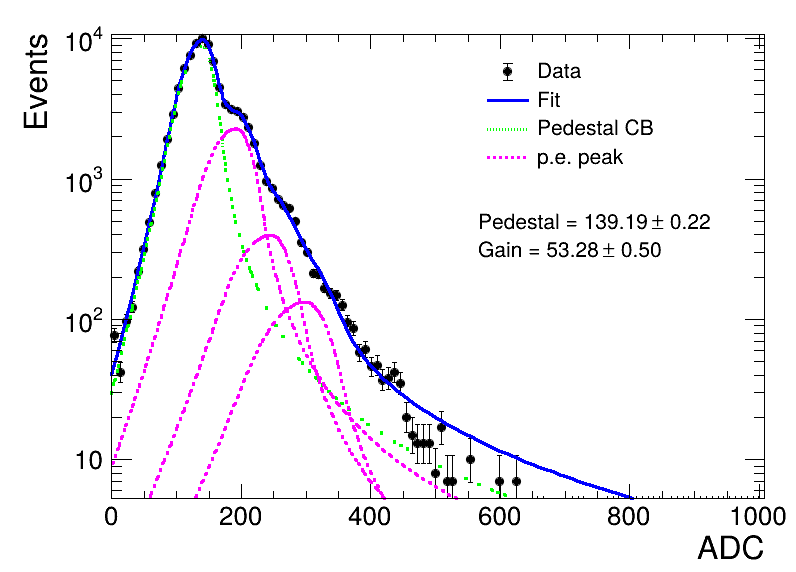 Events
10^4
10^3
10^2
10
Data
Fit
Pedestal CB
p.e. peak
Pedestal = 139.19 ± 0.22
Gain = 53.28 ± 0.50
0 200 400 600 800 1000
ADC